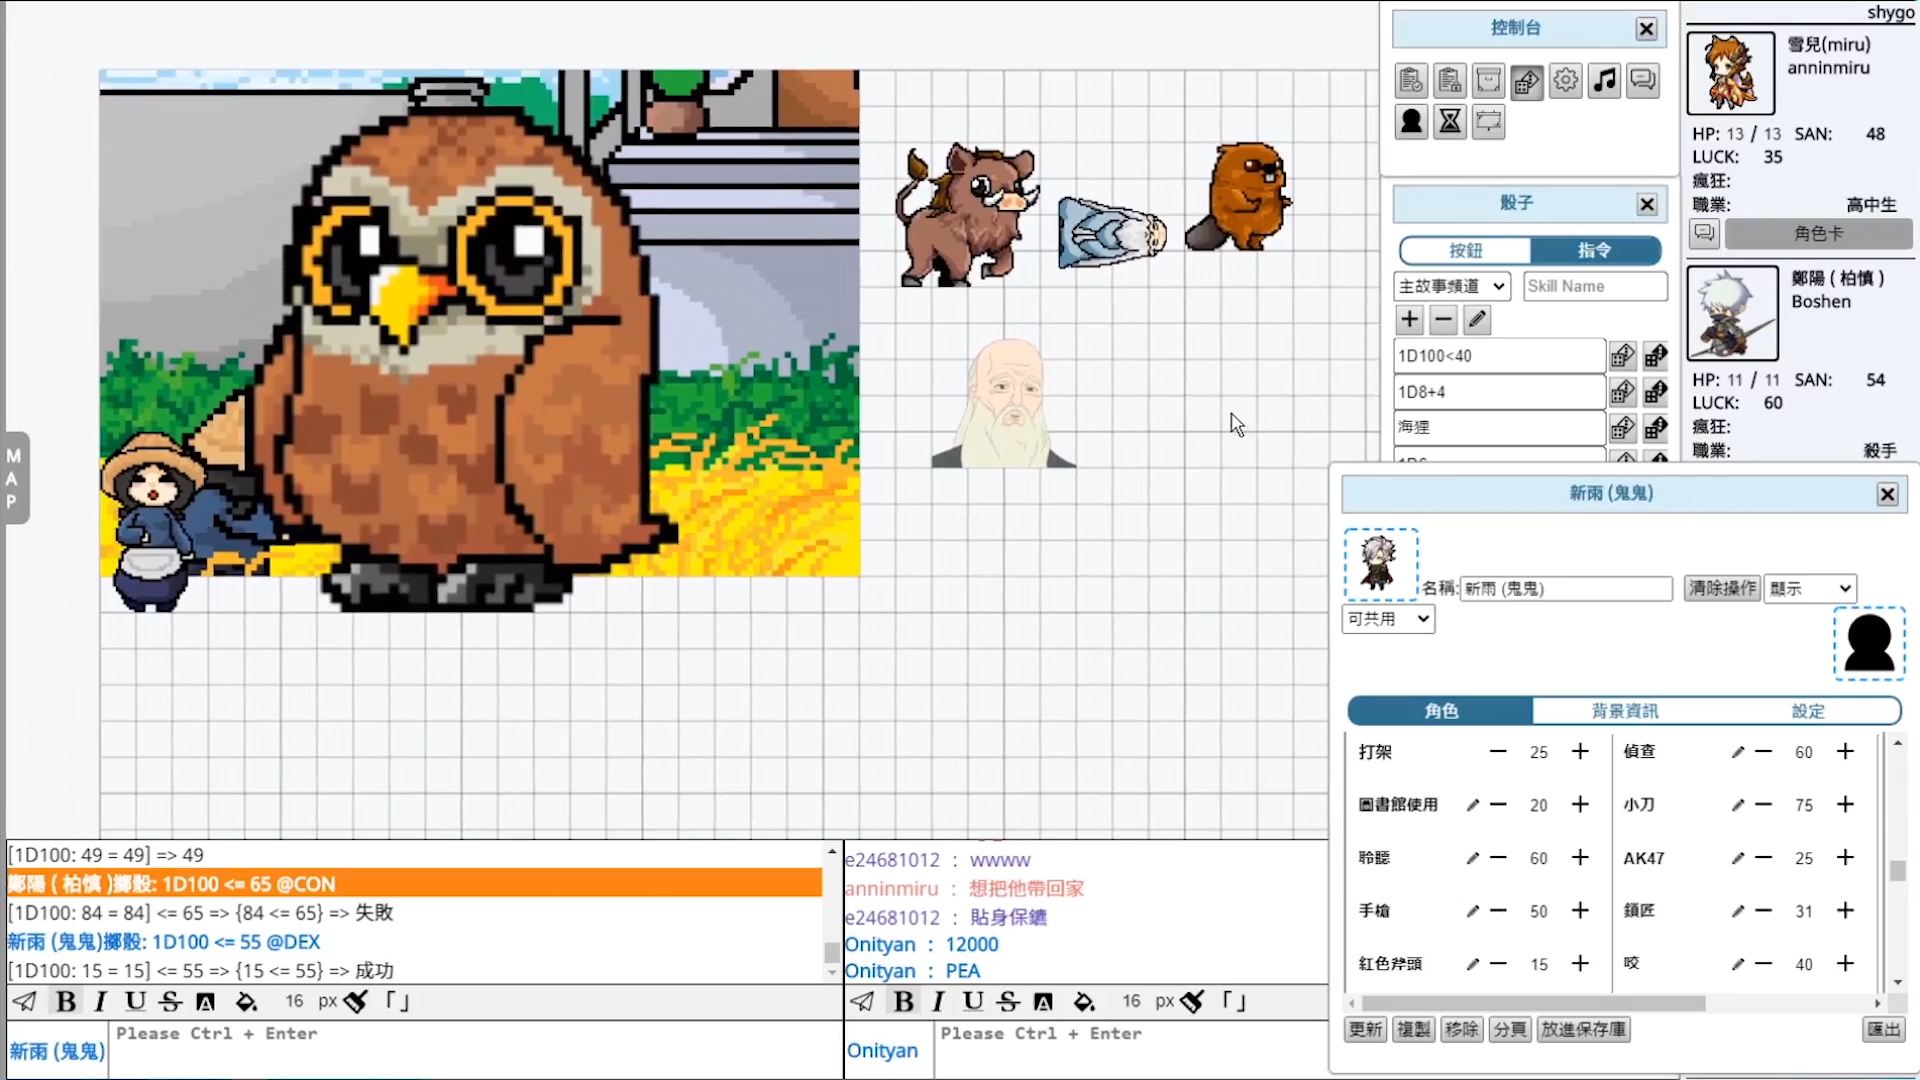 shygo
控制台
雪兒(miru)
anninmiru
HP: 13 / 13 SAN: 48
LUCK: 35
瘋狂:
職業: 高中生
角色卡
骰子
按鈕 指令
主故事頻道 Skill Name
1D100<40
1D8+4
海狸
鄭陽 ( 柏慎 )
Boshen
HP: 11 / 11 SAN: 54
LUCK: 60
瘋狂:
職業: 殺手
M
A
P
新雨 (鬼鬼)
名稱: 新雨 (鬼鬼) 清除操作 顯示
可共用
角色 背景資訊 設定
打架 25 偵查 60
圖書館使用 20 小刀 75
聆聽 60 AK47 25
手槍 50 鎖匠 31
紅色斧頭 15 咬 40
更新 複製 移除 分頁 放進保存庫 匯出
[1D100: 49 = 49] => 49
鄭陽 ( 柏慎 )擲骰: 1D100 <= 65 @CON
[1D100: 84 = 84] <= 65 => {84 <= 65} => 失敗
新雨 (鬼鬼)擲骰: 1D100 <= 55 @DEX
[1D100: 15 = 15] <= 55 => {15 <= 55} => 成功
B I U S A 16 px 「」
新雨 (鬼鬼) Please Ctrl + Enter
e24681012 : wwww
anninmiru : 想把他帶回家
e24681012 : 貼身保鑣
Onityan : 12000
Onityan : PEA
B I U S A 16 px 「」
Onityan Please Ctrl + Enter